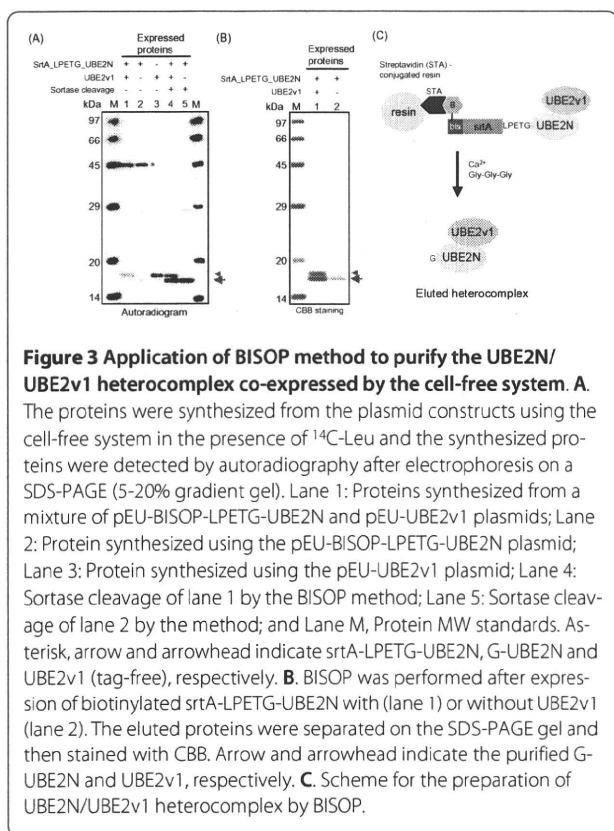 (A)
Expressed
proteins
SrtA_LPETG_UBE2N + + - + +
UBE2v1 + - + + -
Sortase cleavage - - - + +
kDa M 1 2 3 4 5 M
97
66
45
29
20
14
Autoradiogram
(B)
Expressed
proteins
SrtA_LPETG_UBE2N + +
UBE2v1 + -
kDa M 1 2
97
66
45
29
20
14
CBB staining
(C)
Streptavidin (STA) -
conjugated resin
STA
resin
B
bls
srtA
LPETG
UBE2N
UBE2v1
Ca2+
Gly-Gly-Gly
UBE2v1
G UBE2N
Eluted heterocomplex
Figure 3 Application of BISOP method to purify the UBE2N/
UBE2v1 heterocomplex co-expressed by the cell-free system. A.
The proteins were synthesized from the plasmid constructs using the
cell-free system in the presence of 14C-Leu and the synthesized pro-
teins were detected by autoradiography after electrophoresis on a
SDS-PAGE (5-20% gradient gel). Lane 1: Proteins synthesized from a
mixture of pEU-BISOP-LPETG-UBE2N and pEU-UBE2v1 plasmids; Lane
2: Protein synthesized using the pEU-BISOP-LPETG-UBE2N plasmid;
Lane 3: Protein synthesized using the pEU-UBE2v1 plasmid; Lane 4:
Sortase cleavage of lane 1 by the BISOP method; Lane 5: Sortase cleav-
age of lane 2 by the method; and Lane M, Protein MW standards. As-
terisk, arrow and arrowhead indicate srtA-LPETG-UBE2N, G-UBE2N and
UBE2v1 (tag-free), respectively. B. BISOP was performed after expres-
sion of biotinylated srtA-LPETG-UBE2N with (lane 1) or without UBE2v1
(lane 2). The eluted proteins were separated on the SDS-PAGE gel and
then stained with CBB. Arrow and arrowhead indicate the purified G-
UBE2N and UBE2v1, respectively. C. Scheme for the preparation of
UBE2N/UBE2v1 heterocomplex by BISOP.